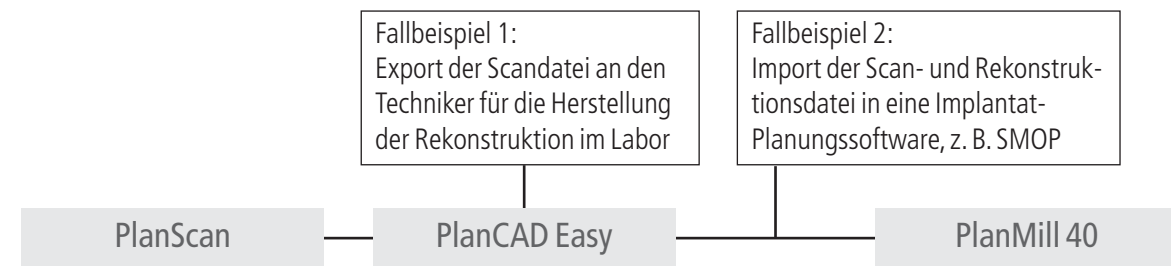 Fallbeispiel 1:
Export der Scandatei an den
Techniker für die Herstellung
der Rekonstruktion im Labor
Fallbeispiel 2:
Import der Scan- und Rekonstruk-
tionsdatei in eine Implantat-
Planungssoftware, z. B. SMOP
PlanScan
PlanCAD Easy
PlanMill 40